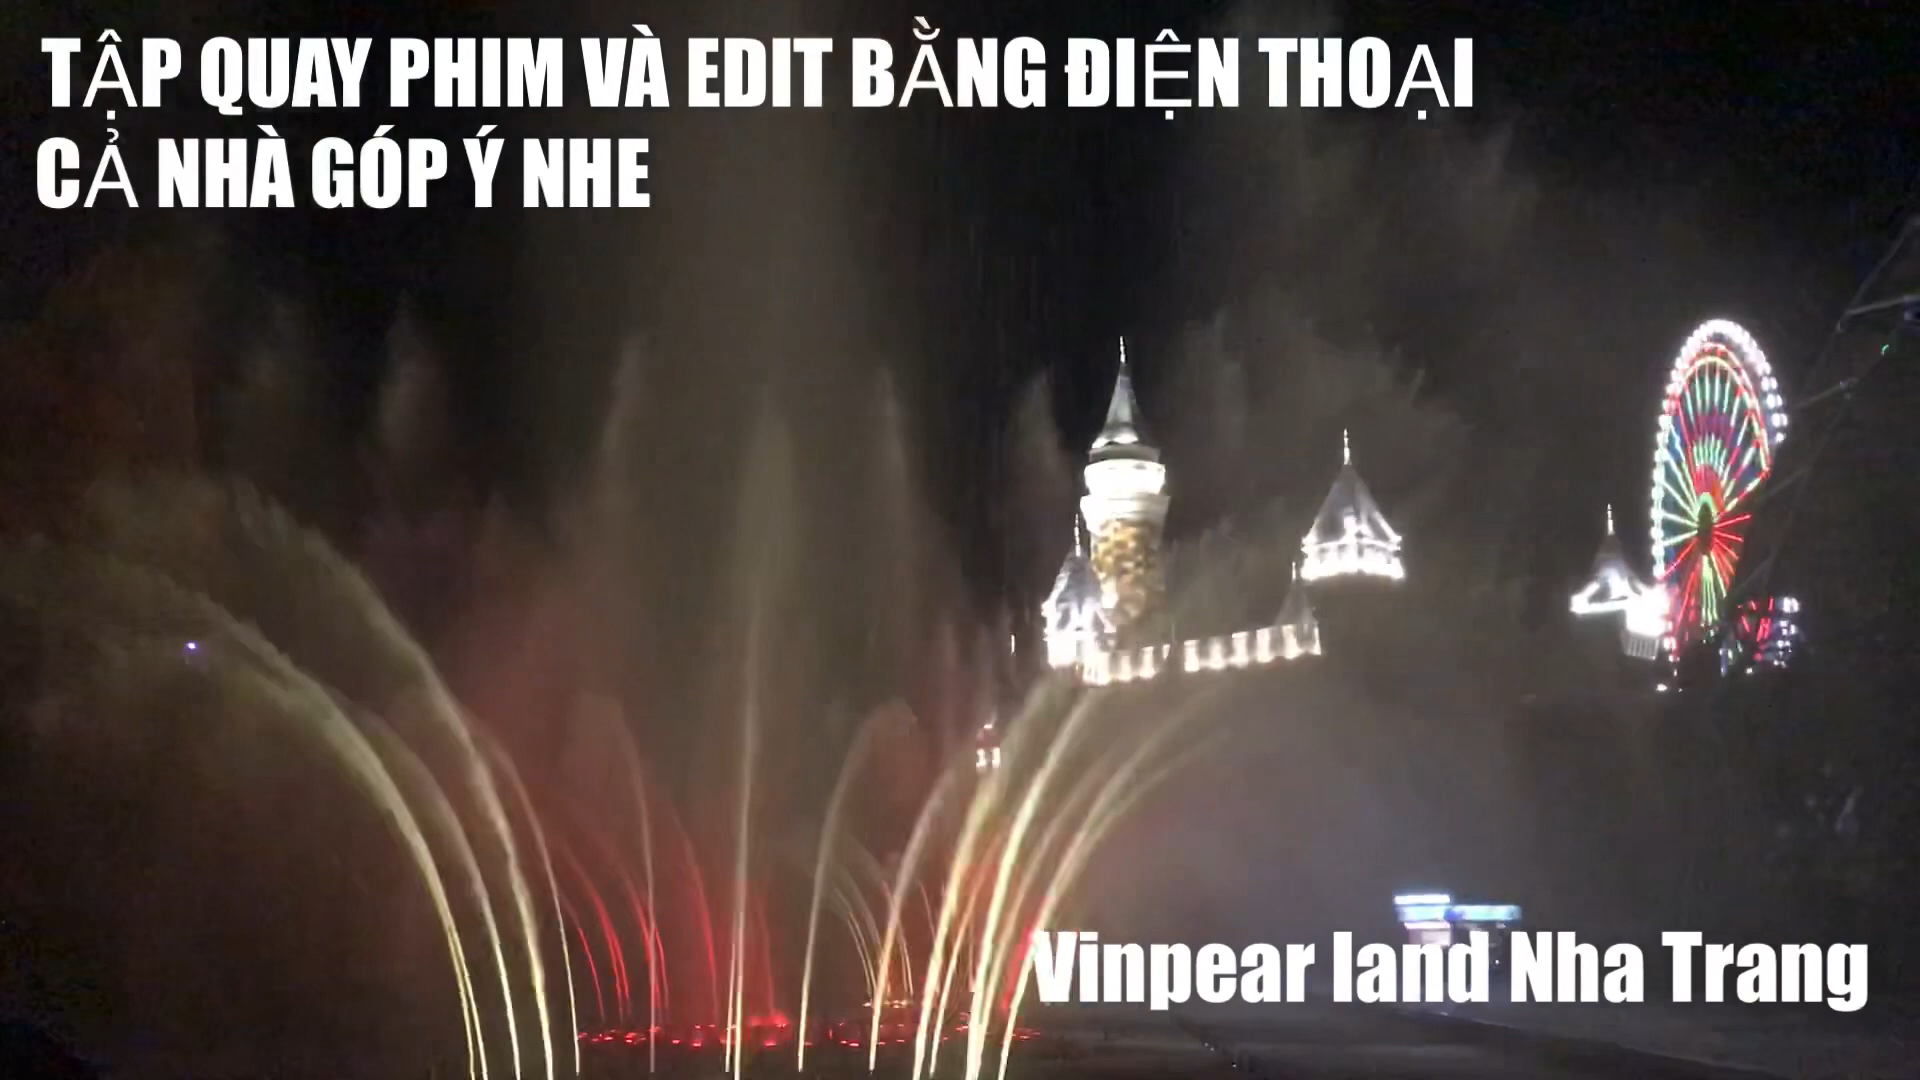 TẬP QUAY PHIM VÀ EDIT BẰNG ĐIỆN THOẠI
CẢ NHÀ GÓP Ý NHE
Vinpear land Nha Trang